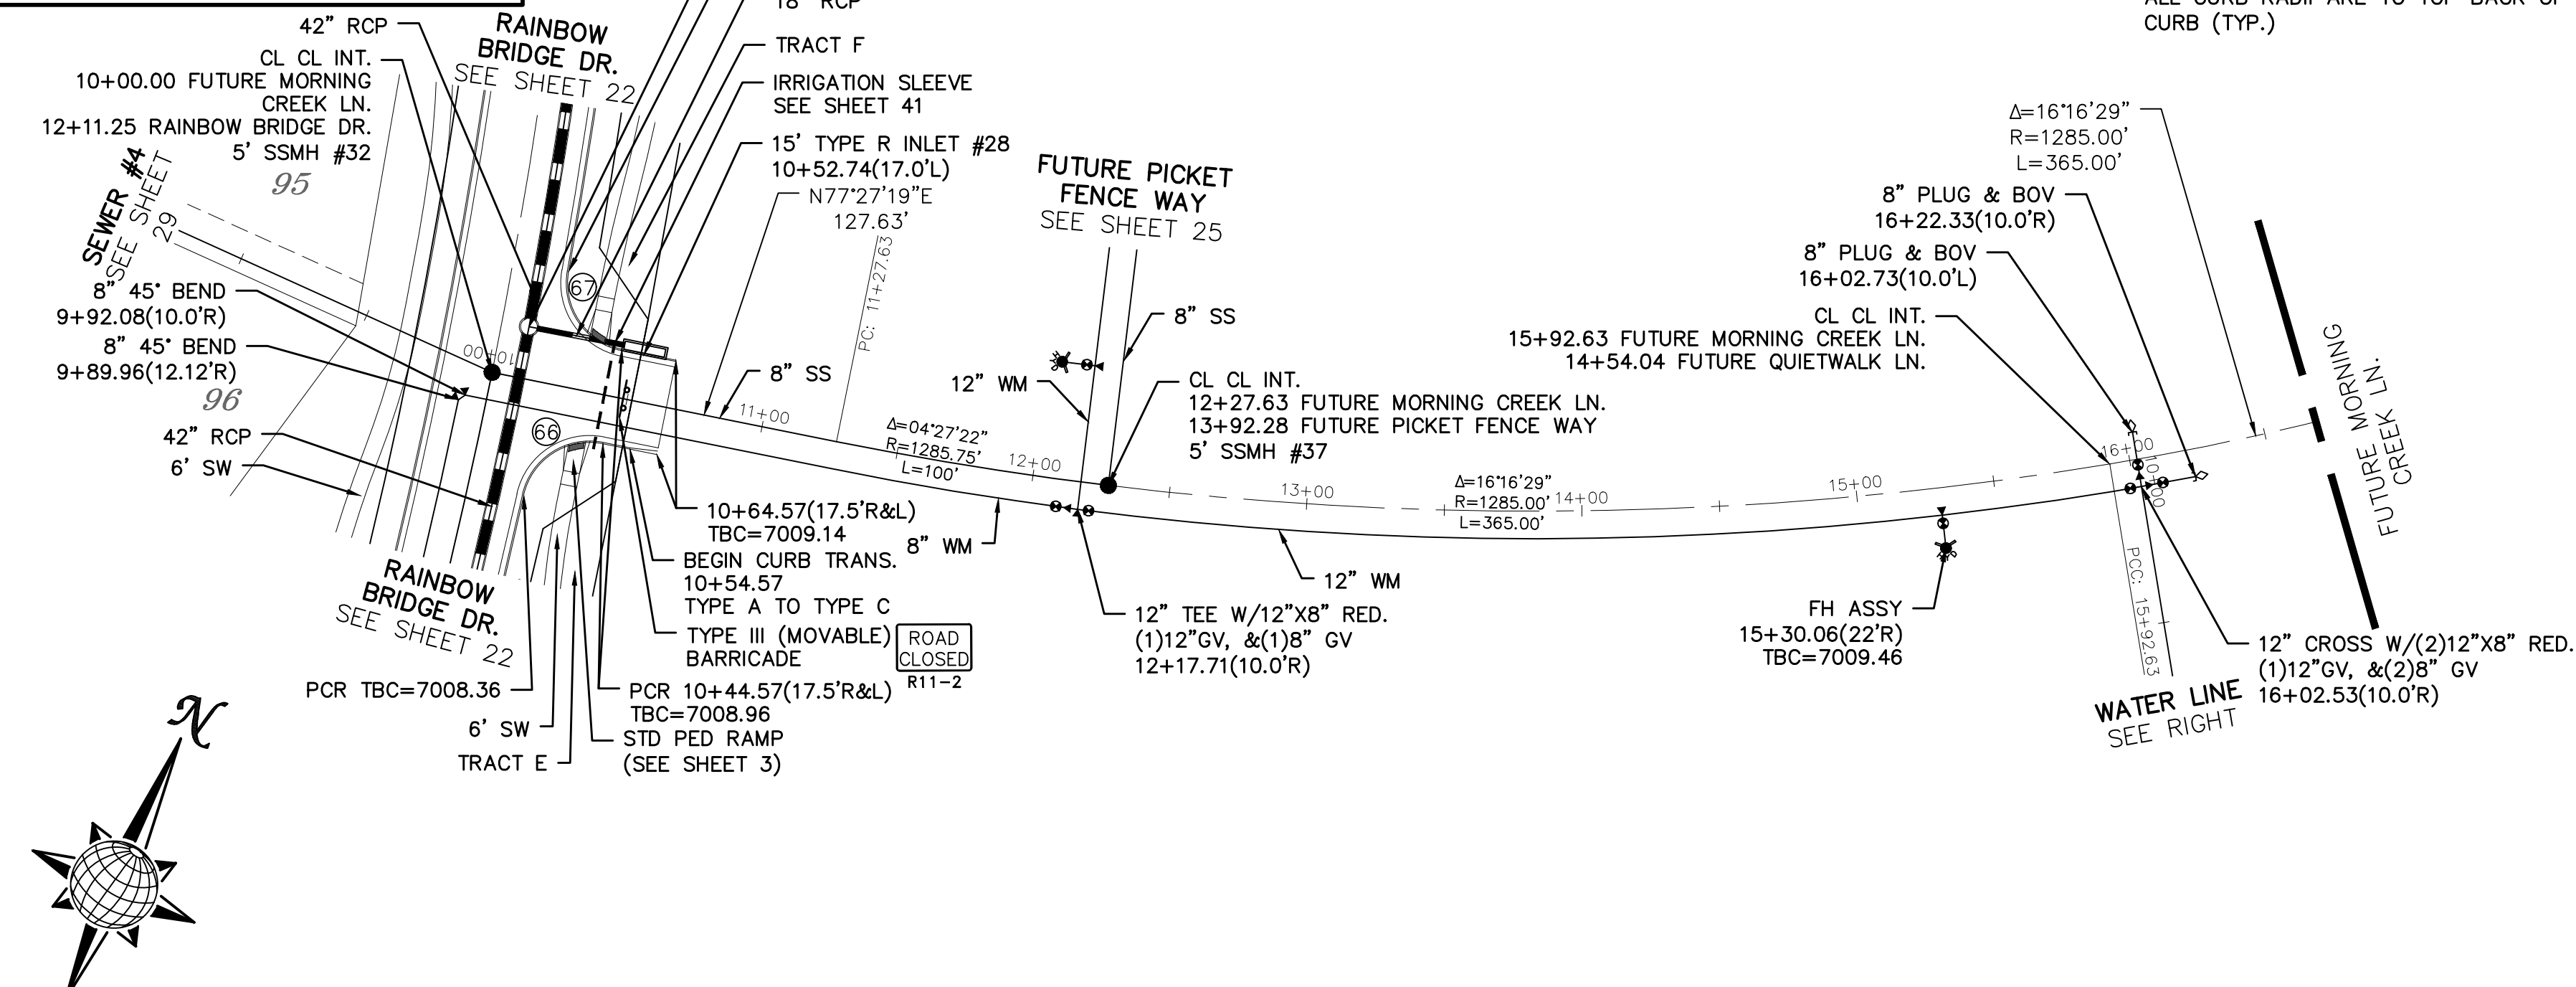 42" RCP
RAINBOW
BRIDGE DR.
SEE SHEET 22
18" RCP
CURB (TYP.)
CL CL INT.
10+00.00 FUTURE MORNING
CREEK LN.
12+11.25 RAINBOW BRIDGE DR.
5' SSMH #32
95
SEWER #4
SEE SHEET
29
TRACT F
IRRIGATION SLEEVE
SEE SHEET 41
15' TYPE R INLET #28
10+52.74(17.0'L)
N77°27'19"E
127.63'
PC: 11+27.63
FUTURE PICKET
FENCE WAY
SEE SHEET 25
Δ=16°16'29"
R=1285.00'
L=365.00'
8" PLUG & BOV
16+22.33(10.0'R)
8" PLUG & BOV
16+02.73(10.0'L)
CL CL INT.
15+92.63 FUTURE MORNING CREEK LN.
14+54.04 FUTURE QUIETWALK LN.
8" 45° BEND
9+92.08(10.0'R)
8" 45° BEND
9+89.96(12.12'R)
96
42" RCP
6' SW
67
66
10+00
8" SS
11+00
Δ=04°27'22"
R=1285.75'
L=100'
12+00
8" SS
12" WM
CL CL INT.
12+27.63 FUTURE MORNING CREEK LN.
13+92.28 FUTURE PICKET FENCE WAY
5' SSMH #37
13+00
Δ=16°16'29"
R=1285.00'
L=365.00'
14+00
15+00
16+00
10+00
FUTURE MORNING
CREEK LN.
10+64.57(17.5'R&L)
TBC=7009.14
8" WM
BEGIN CURB TRANS.
10+54.57
TYPE A TO TYPE C
TYPE III (MOVABLE)
BARRICADE
ROAD
CLOSED
R11-2
12" WM
12" TEE W/12"X8" RED.
(1)12"GV, &(1)8" GV
12+17.71(10.0'R)
FH ASSY
15+30.06(22'R)
TBC=7009.46
PCC: 15+92.63
12" CROSS W/(2)12"X8" RED.
(1)12"GV, &(2)8" GV
16+02.53(10.0'R)
WATER LINE
SEE RIGHT
RAINBOW
BRIDGE DR.
SEE SHEET 22
PCR TBC=7008.36
PCR 10+44.57(17.5'R&L)
TBC=7008.96
6' SW
STD PED RAMP
(SEE SHEET 3)
TRACT E
N